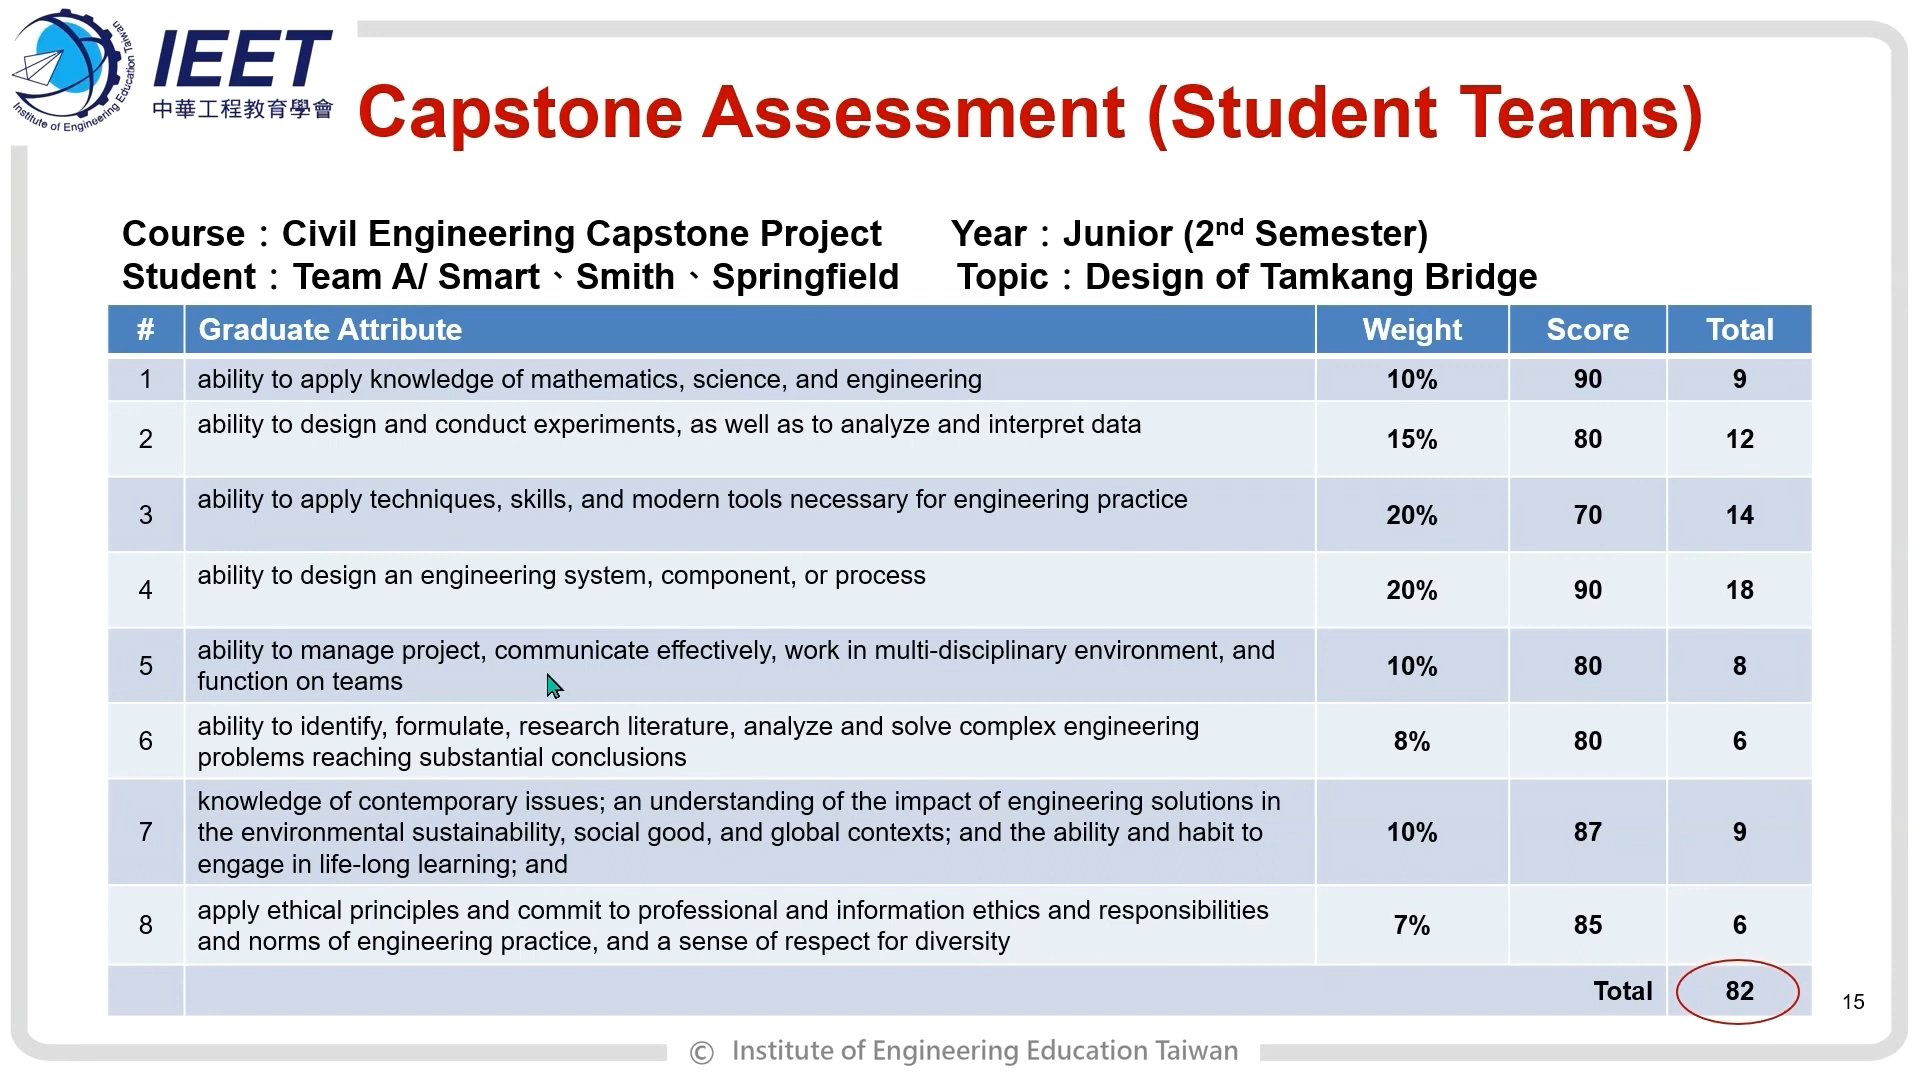 Institute of Engineering Education Taiwan
IEET
中華工程教育學會
Capstone Assessment (Student Teams)
Course：Civil Engineering Capstone Project Year：Junior (2nd Semester)
Student：Team A/ Smart、Smith、Springfield Topic：Design of Tamkang Bridge
# Graduate Attribute Weight Score Total
1 ability to apply knowledge of mathematics, science, and engineering 10% 90 9
2 ability to design and conduct experiments, as well as to analyze and interpret data 15% 80 12
3 ability to apply techniques, skills, and modern tools necessary for engineering practice 20% 70 14
4 ability to design an engineering system, component, or process 20% 90 18
5 ability to manage project, communicate effectively, work in multi-disciplinary environment, and
function on teams 10% 80 8
6 ability to identify, formulate, research literature, analyze and solve complex engineering
problems reaching substantial conclusions 8% 80 6
7 knowledge of contemporary issues; an understanding of the impact of engineering solutions in
the environmental sustainability, social good, and global contexts; and the ability and habit to
engage in life-long learning; and 10% 87 9
8 apply ethical principles and commit to professional and information ethics and responsibilities
and norms of engineering practice, and a sense of respect for diversity 7% 85 6
Total 82
15
© Institute of Engineering Education Taiwan